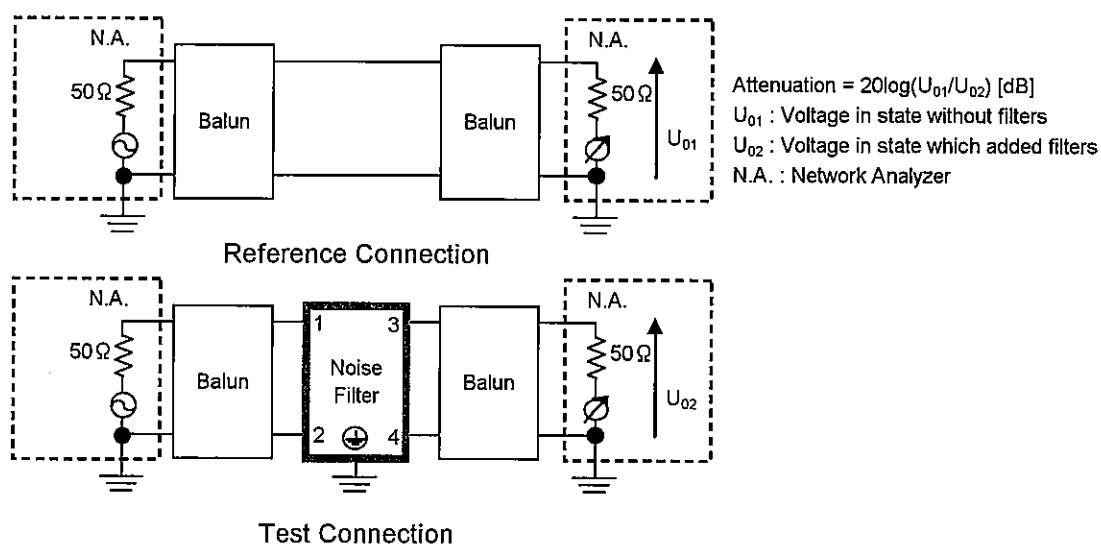 N.A.
50Ω
Balun
Balun
N.A.
50Ω
U01
Attenuation = 20log(U01/U02) [dB]
U01 : Voltage in state without filters
U02 : Voltage in state which added filters
N.A. : Network Analyzer
Reference Connection
N.A.
50Ω
Balun
1
3
Noise
Filter
2
4
Balun
N.A.
50Ω
U02
Test Connection